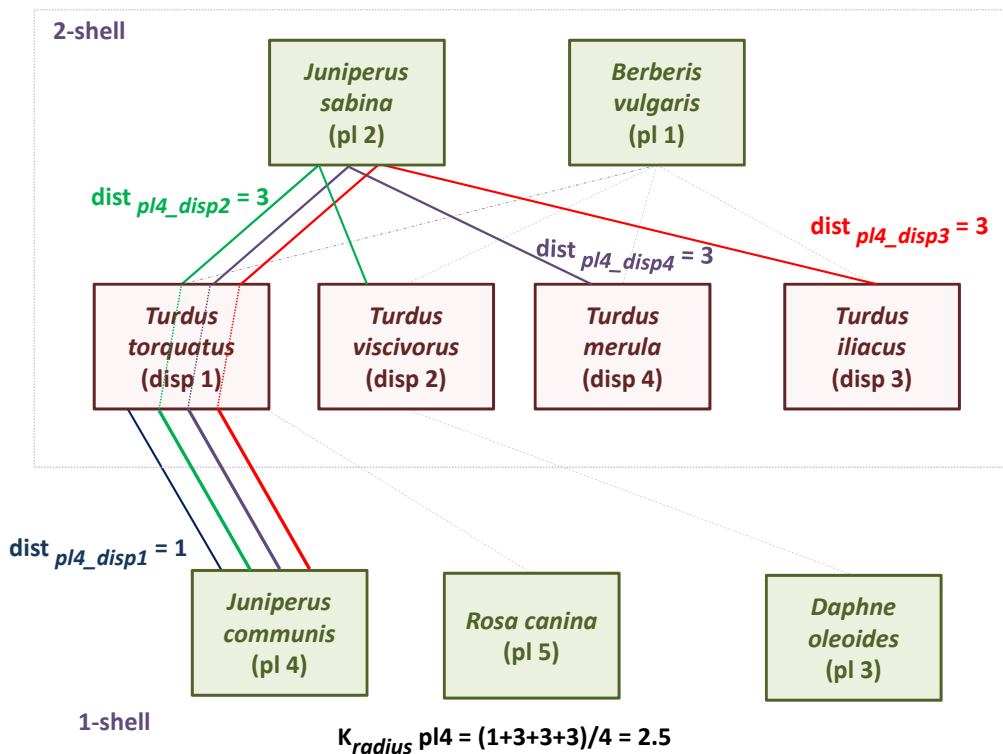 2-shell
Juniperus
sabina
(pl 2)
Berberis
vulgaris
(pl 1)
dist pl4_disp2 = 3
dist pl4_disp4 = 3
dist pl4_disp3 = 3
Turdus
torquatus
(disp 1)
Turdus
viscivorus
(disp 2)
Turdus
merula
(disp 4)
Turdus
iliacus
(disp 3)
dist pl4_disp1 = 1
Juniperus
communis
(pl 4)
Rosa canina
(pl 5)
Daphne
oleoides
(pl 3)
1-shell
Kradius pl4 = (1+3+3+3)/4 = 2.5